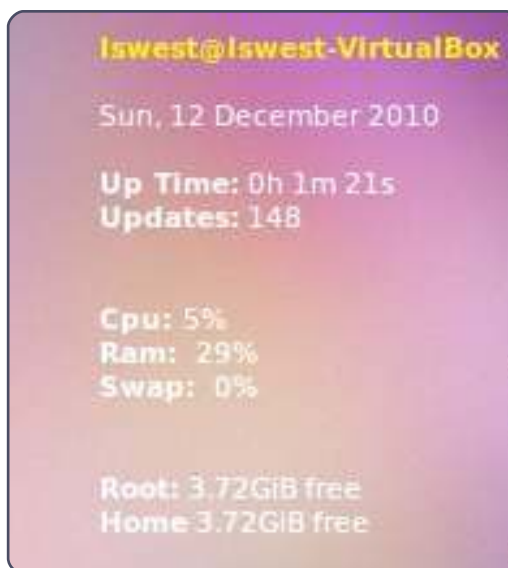 lswest@lswest-VirtualBox
Sun, 12 December 2010
Up Time: 0h 1m 21s
Updates: 148
Cpu: 5%
Ram: 29%
Swap: 0%
Root: 3.72GiB free
Home 3.72GiB free